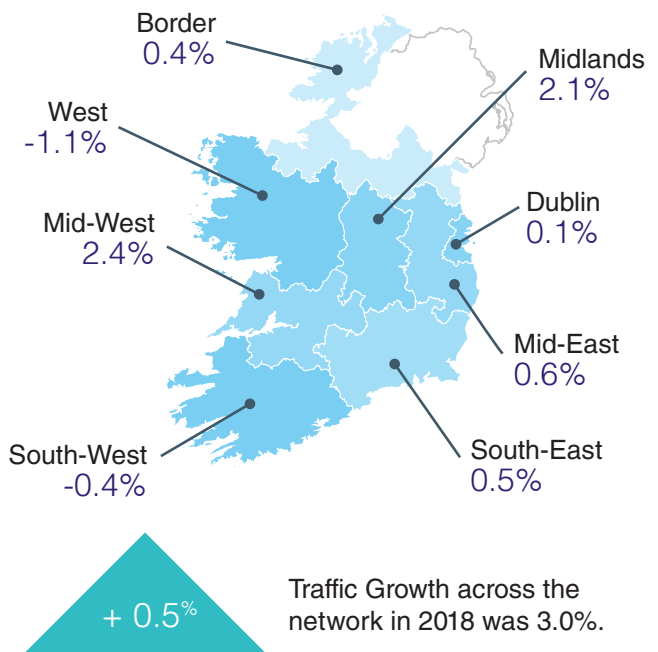 Border
0.4%
Midlands
2.1%
West
-1.1%
Dublin
0.1%
Mid-West
2.4%
Mid-East
0.6%
South-West
-0.4%
South-East
0.5%
+ 0.5%
Traffic Growth across the
network in 2018 was 3.0%.